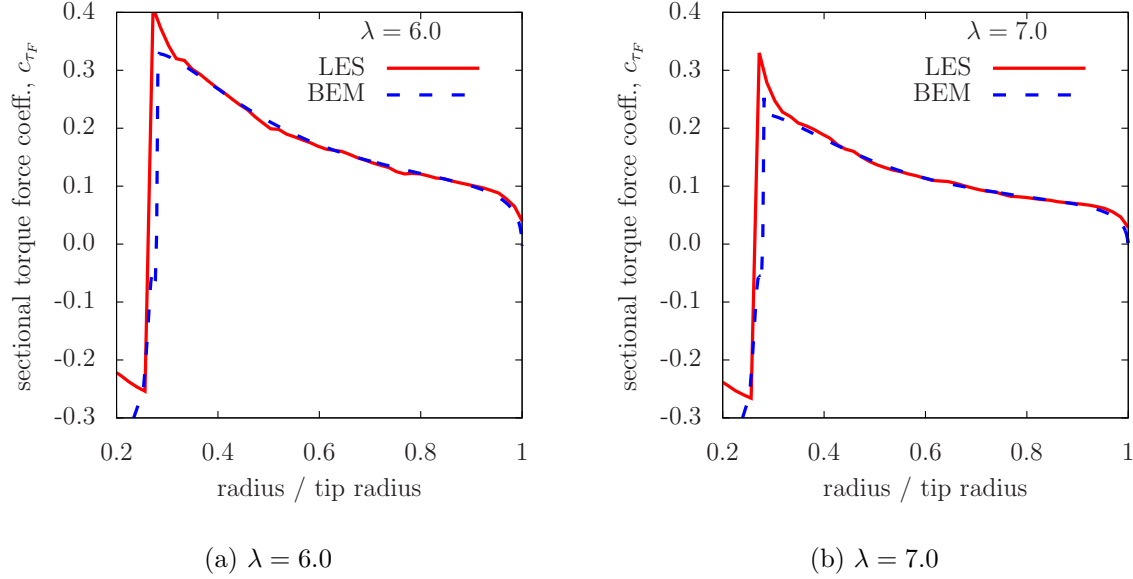 sectional torque force coeff., c_{τ_F}
0.4
0.3
0.2
0.1
0.0
-0.1
-0.2
-0.3
λ = 6.0
LES
BEM
0.2 0.4 0.6 0.8 1
radius / tip radius
(a) λ = 6.0
sectional torque force coeff., c_{τ_F}
0.4
0.3
0.2
0.1
0.0
-0.1
-0.2
-0.3
λ = 7.0
LES
BEM
0.2 0.4 0.6 0.8 1
radius / tip radius
(b) λ = 7.0